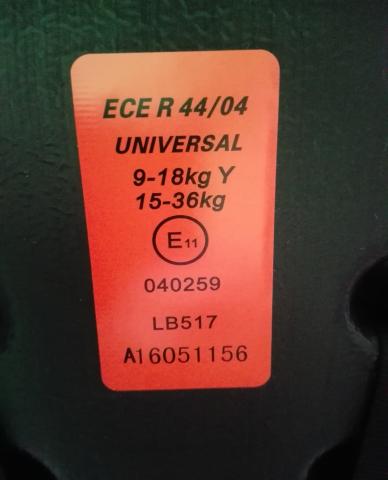 ECE R 44/04
UNIVERSAL
9-18kg Y
15-36kg
E11
040259
LB517
A16051156